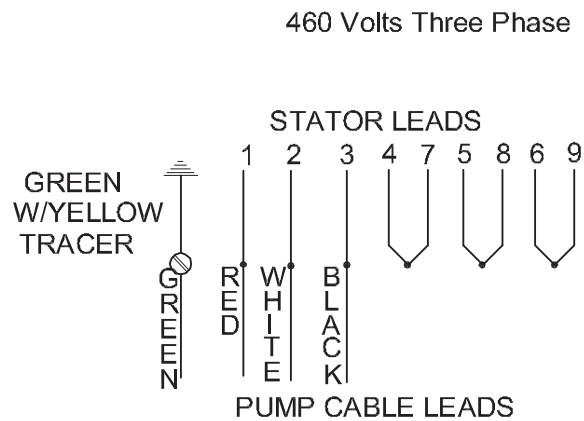 460 Volts Three Phase
STATOR LEADS
1 2 3 4 7 5 8 6 9
GREEN
W/YELLOW
TRACER
GREEN
RED
WHITE
BLACK
PUMP CABLE LEADS